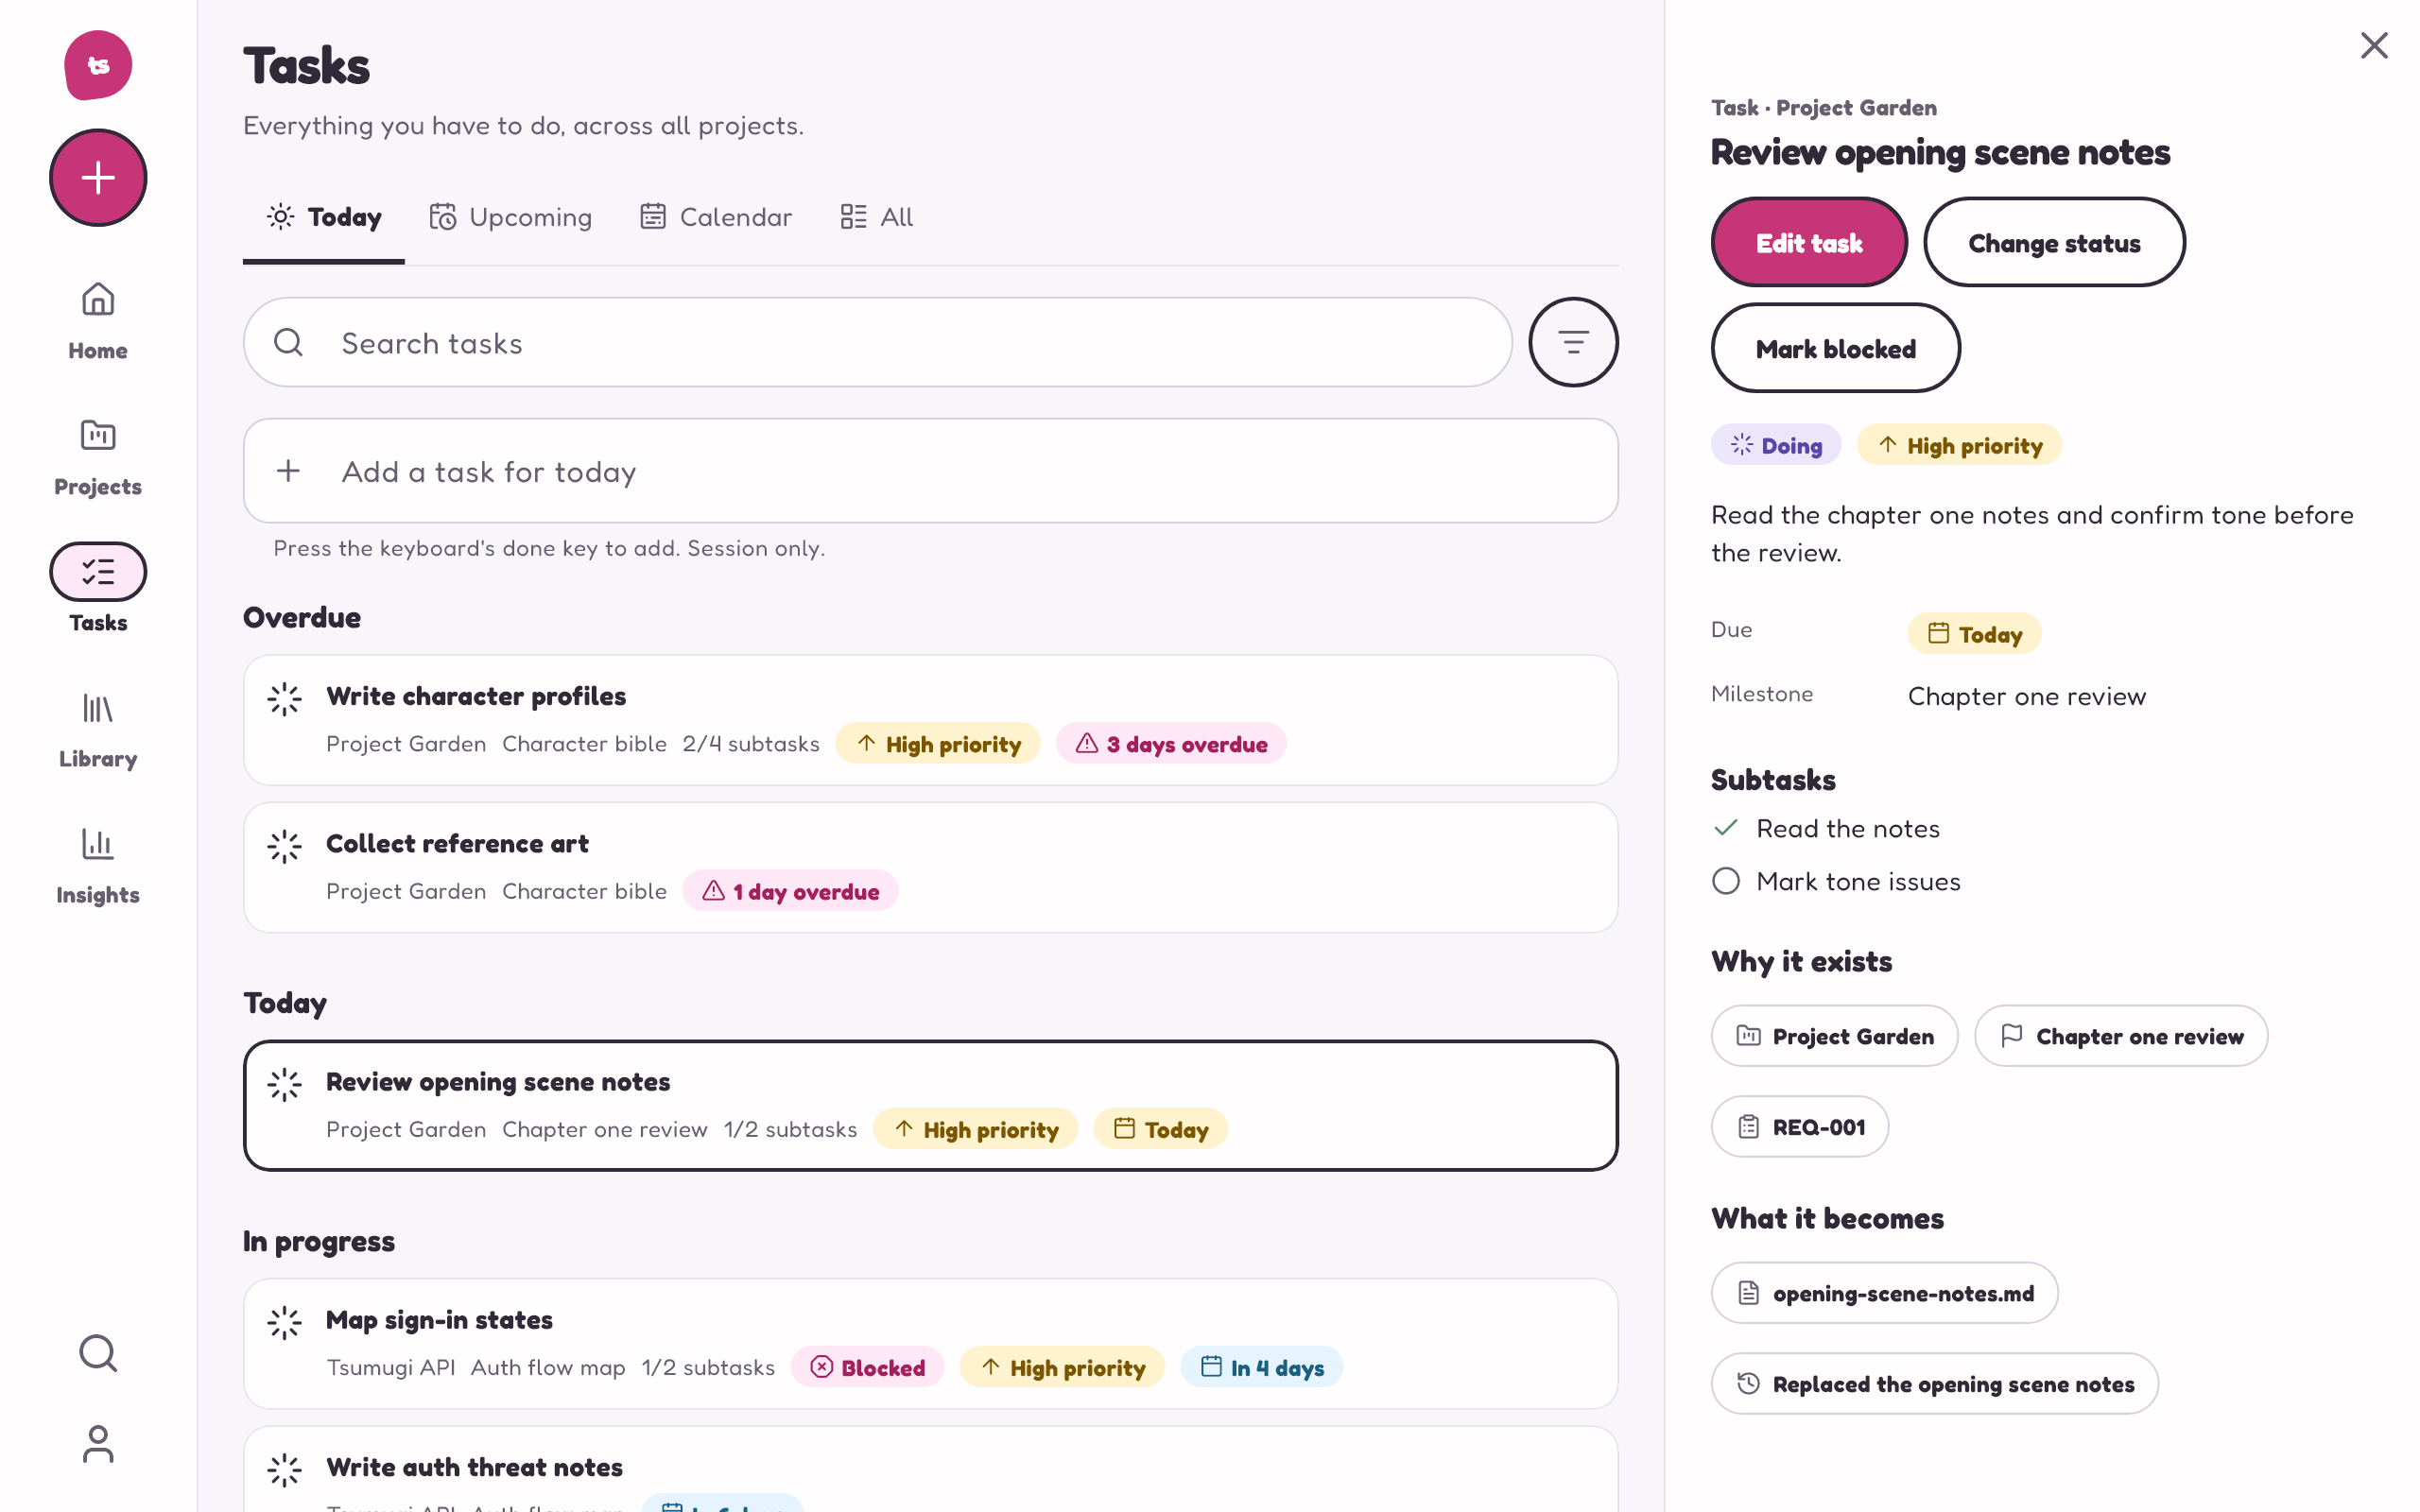 ts
Home
Projects
Tasks
Library
Insights
Tasks
Everything you have to do, across all projects.
Today Upcoming Calendar All
Search tasks
Add a task for today
Press the keyboard's done key to add. Session only.
Overdue
Write character profiles
Project Garden Character bible 2/4 subtasks High priority 3 days overdue
Collect reference art
Project Garden Character bible 1 day overdue
Today
Review opening scene notes
Project Garden Chapter one review 1/2 subtasks High priority Today
In progress
Map sign-in states
Tsumugi API Auth flow map 1/2 subtasks Blocked High priority In 4 days
Write auth threat notes
Tsumugi API Auth flow map
Task · Project Garden
Review opening scene notes
Edit task Change status
Mark blocked
Doing High priority
Read the chapter one notes and confirm tone before
the review.
Due Today
Milestone Chapter one review
Subtasks
Read the notes
Mark tone issues
Why it exists
Project Garden Chapter one review
REQ-001
What it becomes
opening-scene-notes.md
Replaced the opening scene notes